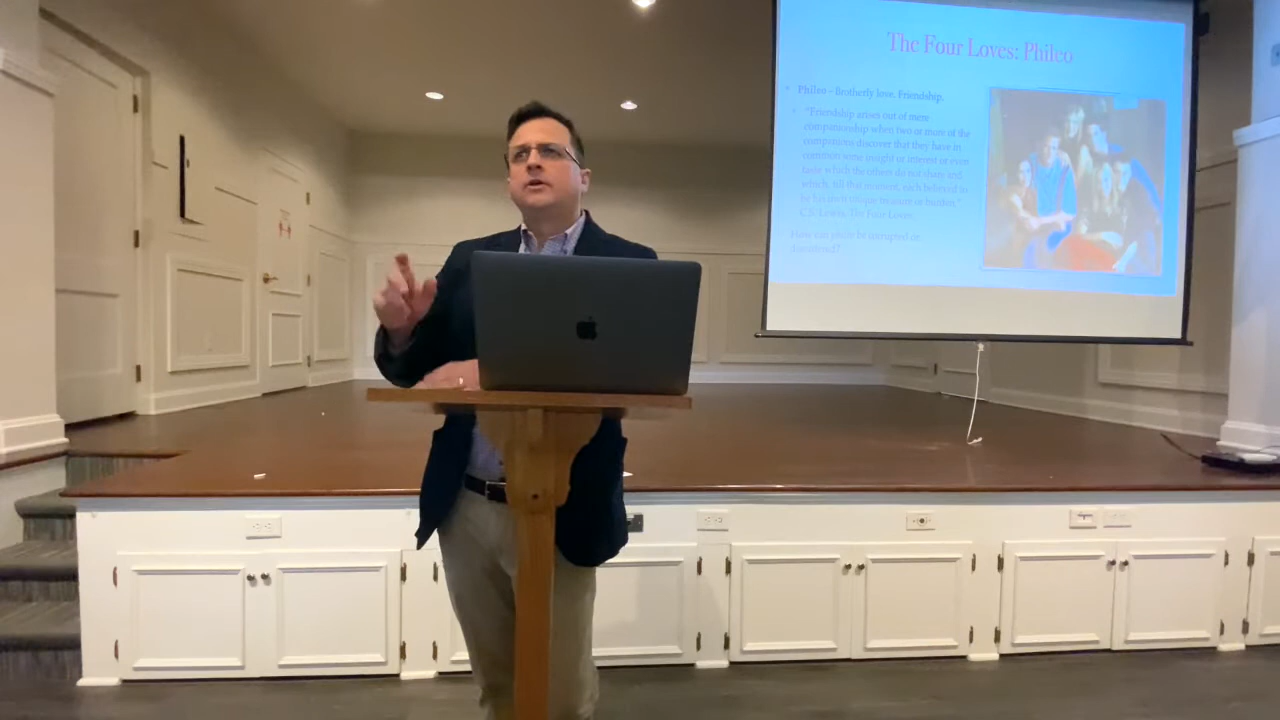 The Four Loves: Phileo
Phileo – Brotherly love. Friendship.
"Friendship arises out of mere
companionship when two or more of the
companions discover that they have in
common some insight or interest or even
taste which the others do not share and
which, till that moment, each believed to
be his own unique treasure or burden."
C.S. Lewis, The Four Loves.
be corrupted or